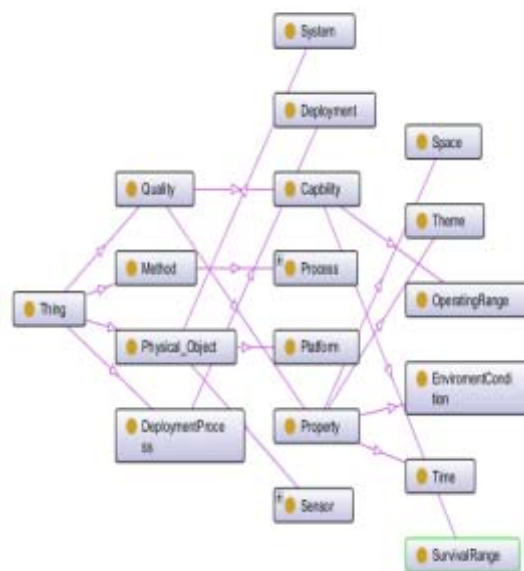 System
Deployment
Space
Quality
Capbility
Theme
Method
Process
Thing
OperatingRange
Physical_Object
Platform
EnviromentCondi
tion
DeploymentProce
ss
Property
Time
Sensor
SurvivalRange